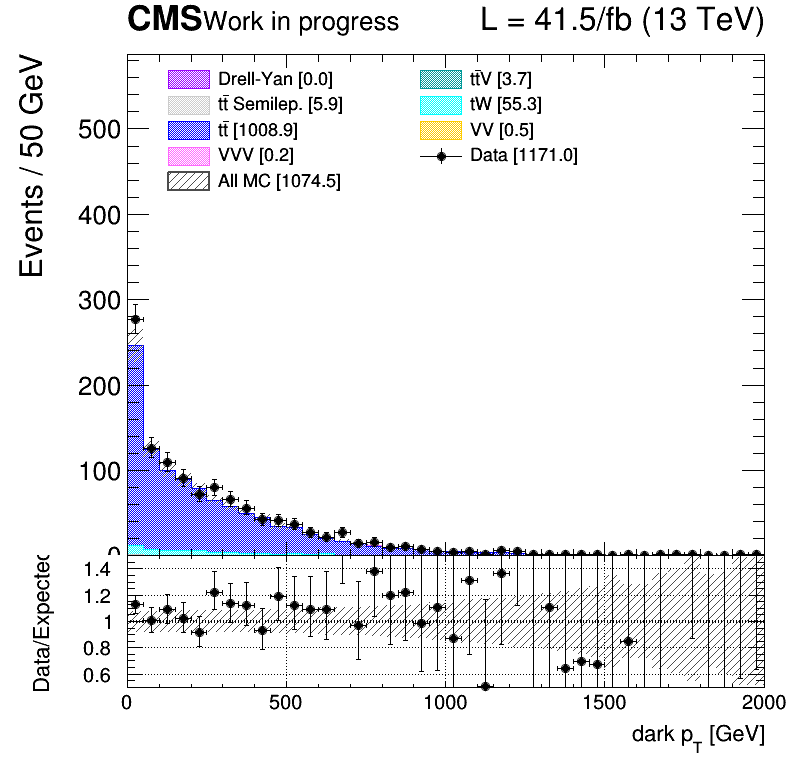 CMS Work in progress L = 41.5/fb (13 TeV)
Events / 50 GeV
Drell-Yan [0.0]
tt̄ Semilep. [5.9]
tt̄ [1008.9]
VVV [0.2]
All MC [1074.5]
tt̄V [3.7]
tW [55.3]
VV [0.5]
Data [1171.0]
500
400
300
200
100
0
Data/Expected
1.4
1.2
1
0.8
0.6
0 500 1000 1500 2000
dark p_T [GeV]